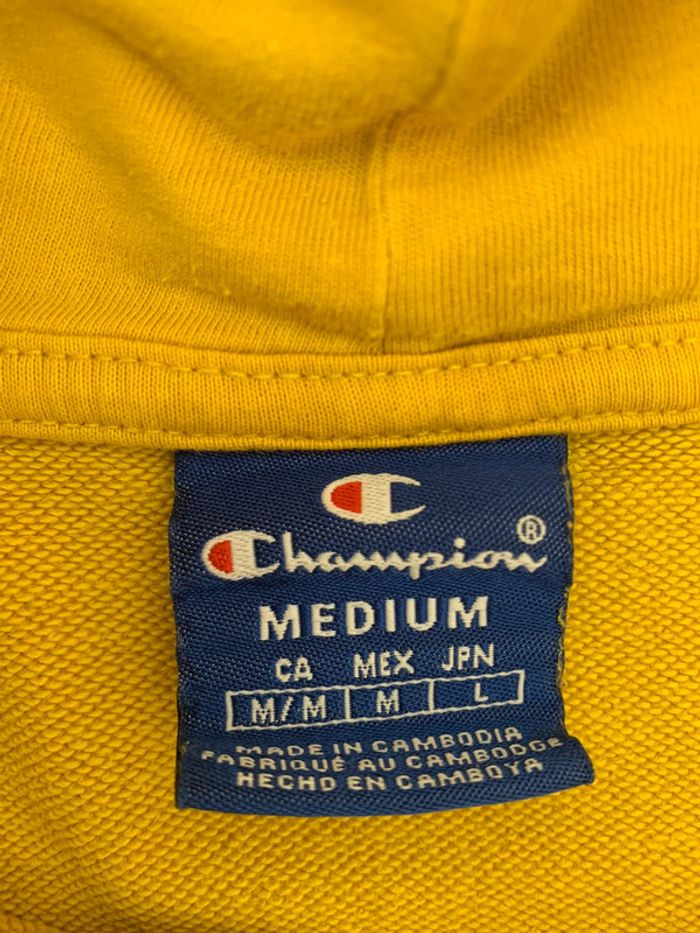 Champion®
MEDIUM
CA MEX JPN
M/M M L
MADE IN CAMBODIA
FABRIQUÉ AU CAMBODGE
HECHO EN CAMBOYA